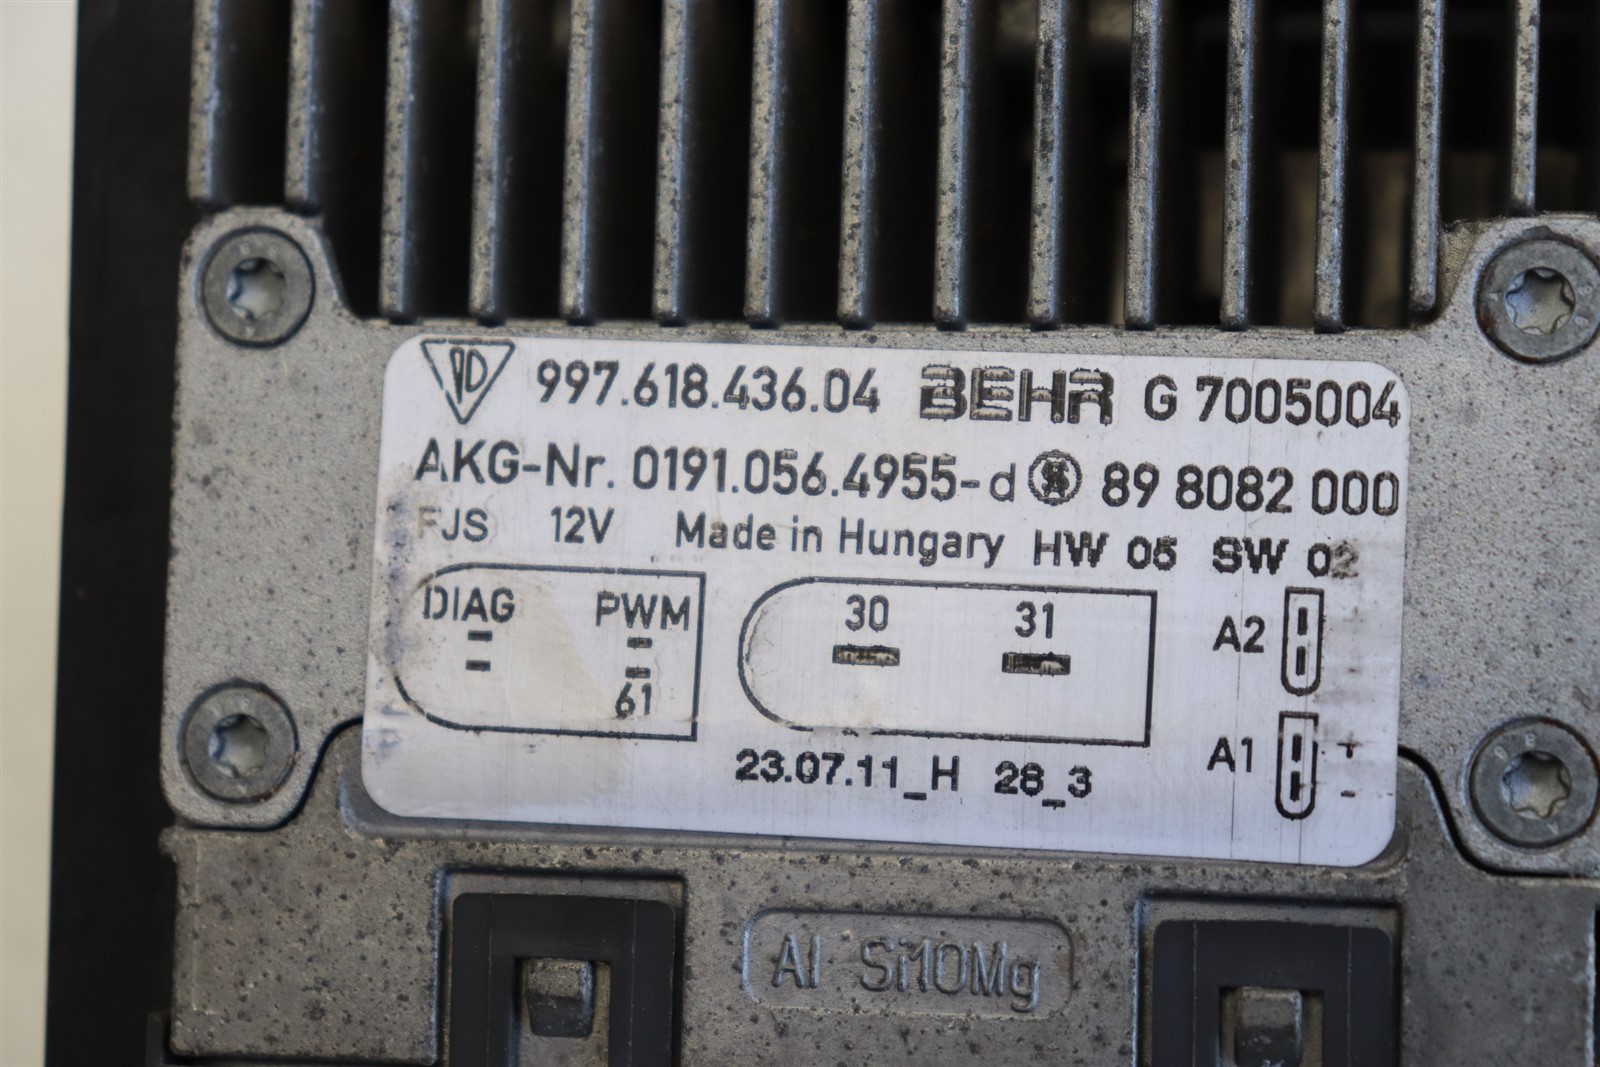 997.618.436.04 BEHR G 7005004
AKG-Nr. 0191.056.4955-d 89 8082 000
FJS 12V Made in Hungary HW 05 SW 02
DIAG PWM 30 31 A2
61
A1 + -
23.07.11_H 28_3
Al Si10Mg